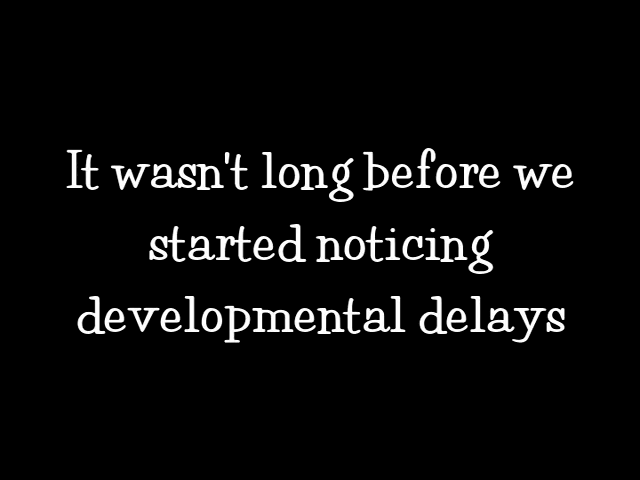 It wasn't long before we
started noticing
developmental delays